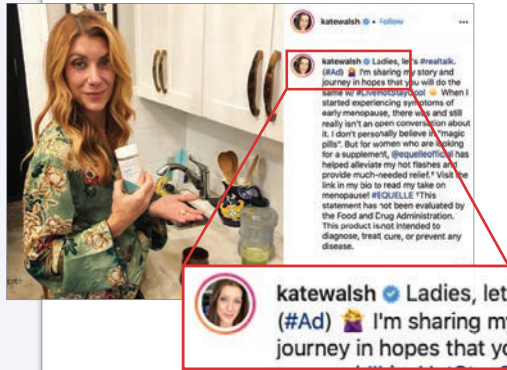 katewalsh • Follow
katewalsh Ladies, let's #realtalk.
(#Ad) I'm sharing my story and
journey in hopes that you will do the
same w/ #LiveHotStayCool When I
started experiencing symptoms of
early menopause, there was and still
really isn't an open conversation about
it. I don't personally believe in "magic
pills". But for women who are looking
for a supplement, @equelleofficial has
helped alleviate my hot flashes and
provide much-needed relief.† Visit the
link in my bio to read my take on
menopause! #EQUELLE †This
statement has not been evaluated by
the Food and Drug Administration.
This product is not intended to
diagnose, treat cure, or prevent any
disease.
katewalsh Ladies, let
(#Ad) I'm sharing my
journey in hopes that yo